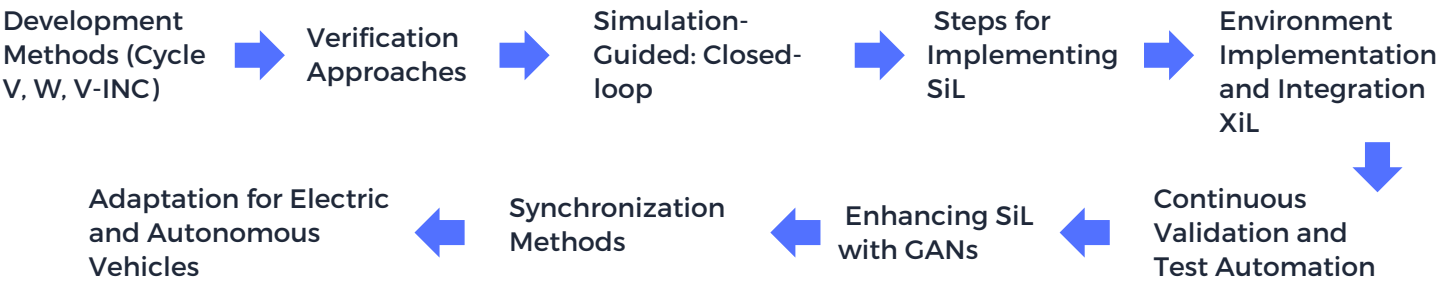 Development
Methods (Cycle
V, W, V-INC)
Verification
Approaches
Simulation-
Guided: Closed-
loop
Steps for
Implementing
SiL
Environment
Implementation
and Integration
XiL
Continuous
Validation and
Test Automation
Enhancing SiL
with GANs
Synchronization
Methods
Adaptation for Electric
and Autonomous
Vehicles